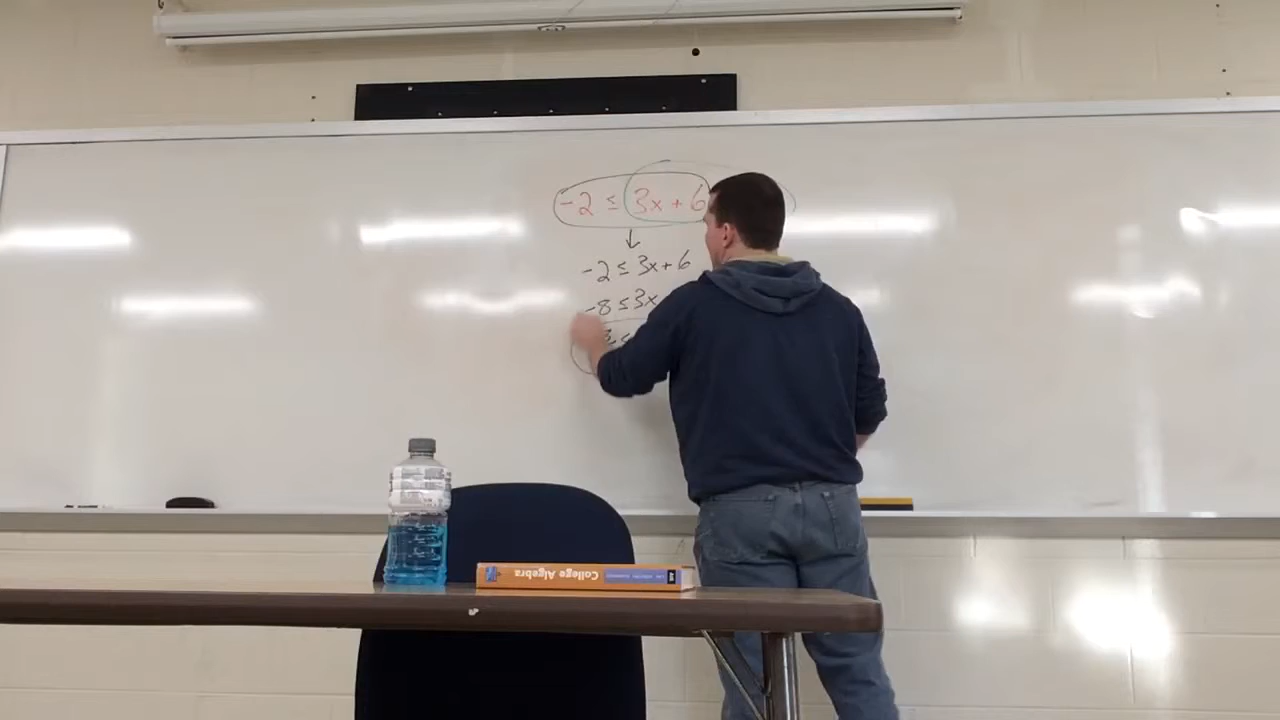 -2 ≤ 3x + 6
-2 ≤ 3x + 6
-8 ≤ 3x
College Algebra